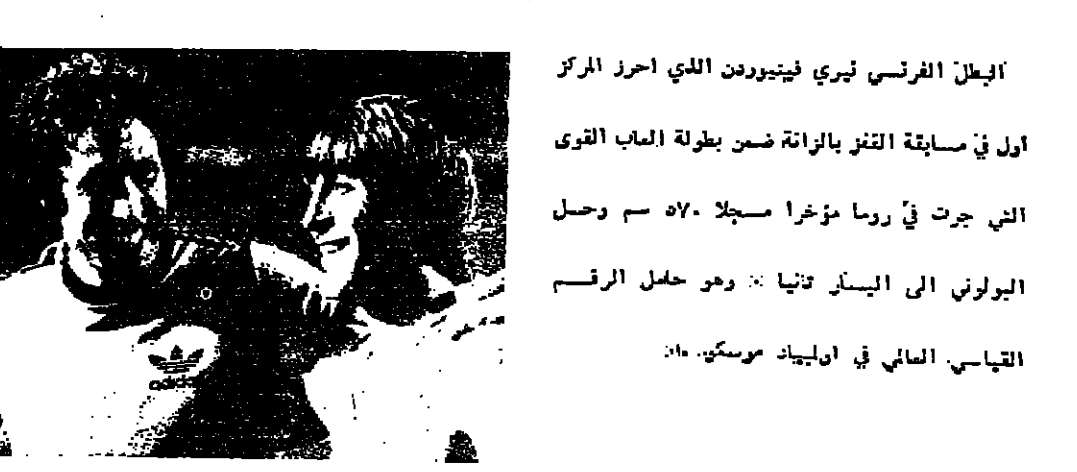 البطل الفرنسي تيري فينيوردن الذي احرز المركز
أول في مسابقة القفز بالزانة ضمن بطولة العاب القوى
التي جرت في روما مؤخرا مسجلا ٥٧٠ سم وحل
البولوني الى اليسار ثانيا وهو حامل الرقم
القياسي العالمي في اولمبياد موسكو
adidas